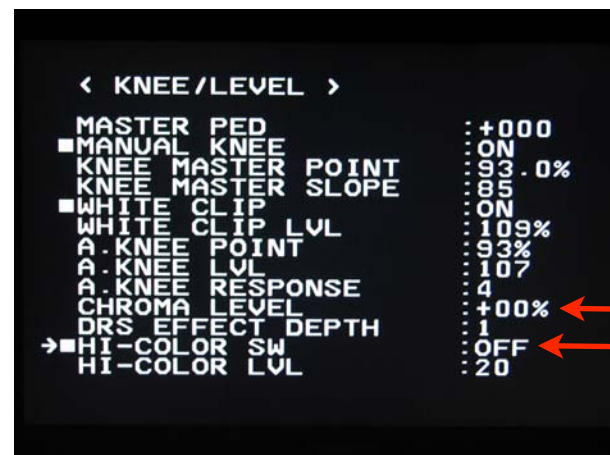 < KNEE/LEVEL >
MASTER PED :+000
■MANUAL KNEE :ON
KNEE MASTER POINT :93.0%
KNEE MASTER SLOPE :85
■WHITE CLIP :ON
WHITE CLIP LVL :109%
A.KNEE POINT :93%
A.KNEE LVL :107
A.KNEE RESPONSE :4
CHROMA LEVEL :+00%
DRS EFFECT DEPTH :1
→■HI-COLOR SW :OFF
HI-COLOR LVL :20